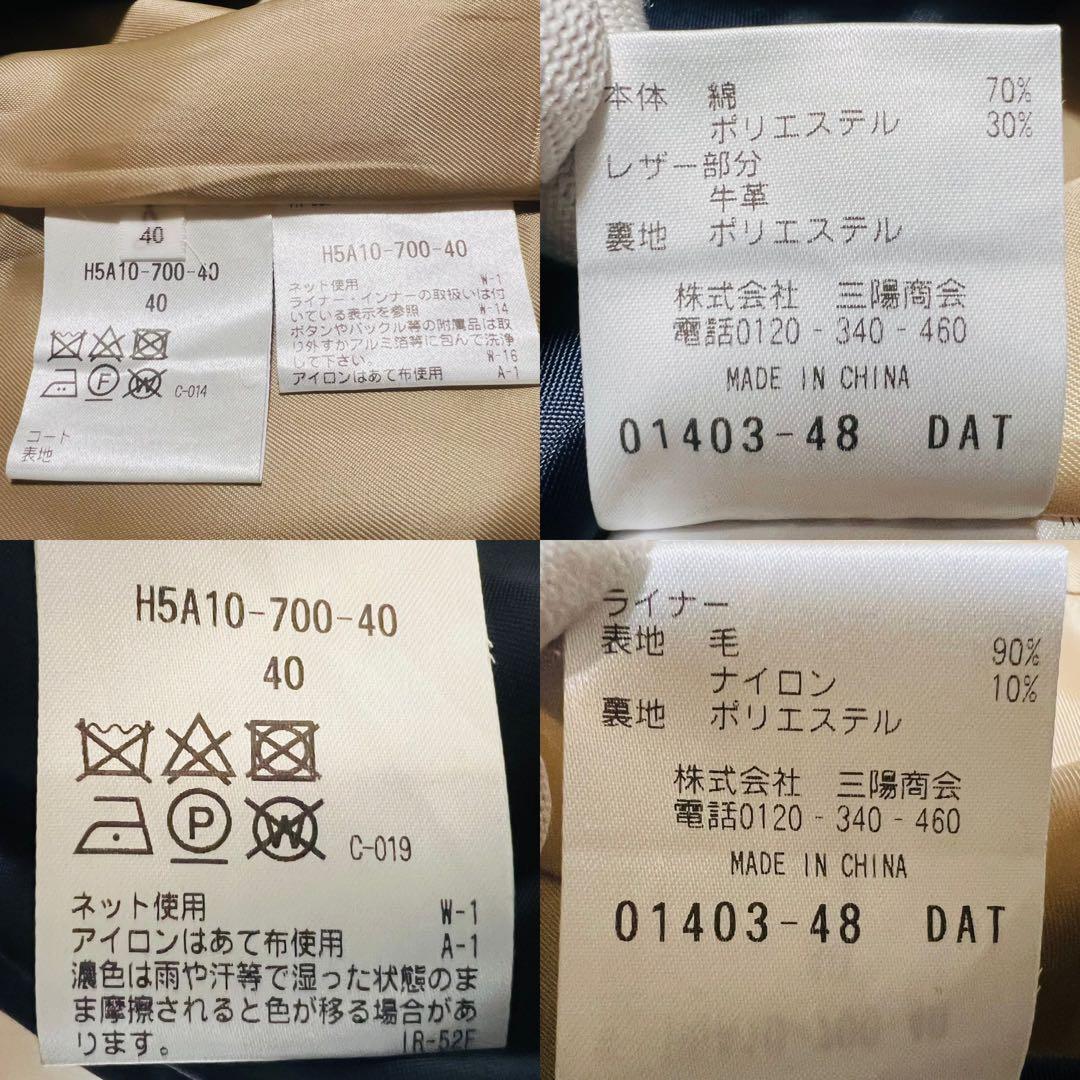 40
H5A10-700-40
40
C-014
コート
表地
H5A10-700-40
ネット使用 W-1
ライナー・インナーの取扱いは付
いている表示を参照 W-14
ボタンやバックル等の附属品は取
り外すかアルミ箔等に包んで洗浄
して下さい。 W-16
アイロンはあて布使用 A-1
本体 綿 70%
ポリエステル 30%
レザー部分
牛革
裏地 ポリエステル
株式会社 三陽商会
電話0120-340-460
MADE IN CHINA
01403-48 DAT
H5A10-700-40
40
P
W
C-019
ネット使用 W-1
アイロンはあて布使用 A-1
濃色は雨や汗等で湿った状態のま
ま摩擦されると色が移る場合があ
ります。 IR-52F
ライナー
表地 毛 90%
ナイロン 10%
裏地 ポリエステル
株式会社 三陽商会
電話0120-340-460
MADE IN CHINA
01403-48 DAT